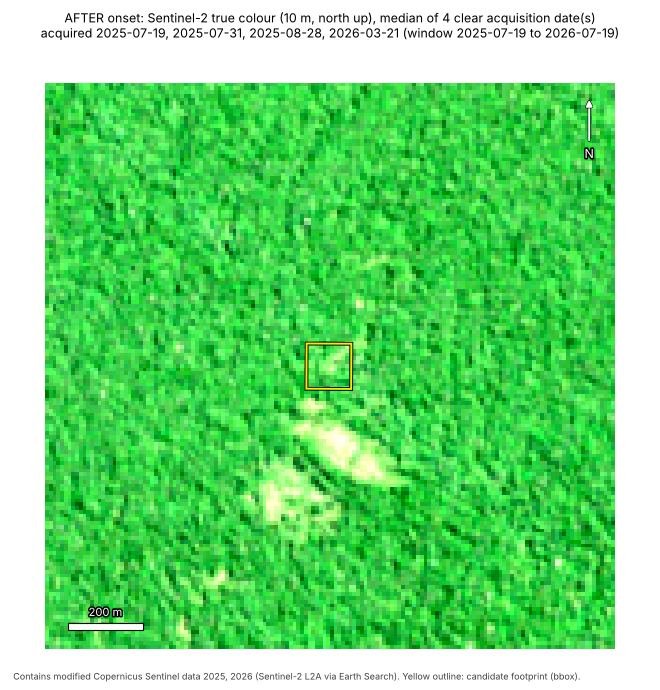 AFTER onset: Sentinel-2 true colour (10 m, north up), median of 4 clear acquisition date(s)
acquired 2025-07-19, 2025-07-31, 2025-08-28, 2026-03-21 (window 2025-07-19 to 2026-07-19)
N
200 m
Contains modified Copernicus Sentinel data 2025, 2026 (Sentinel-2 L2A via Earth Search). Yellow outline: candidate footprint (bbox).